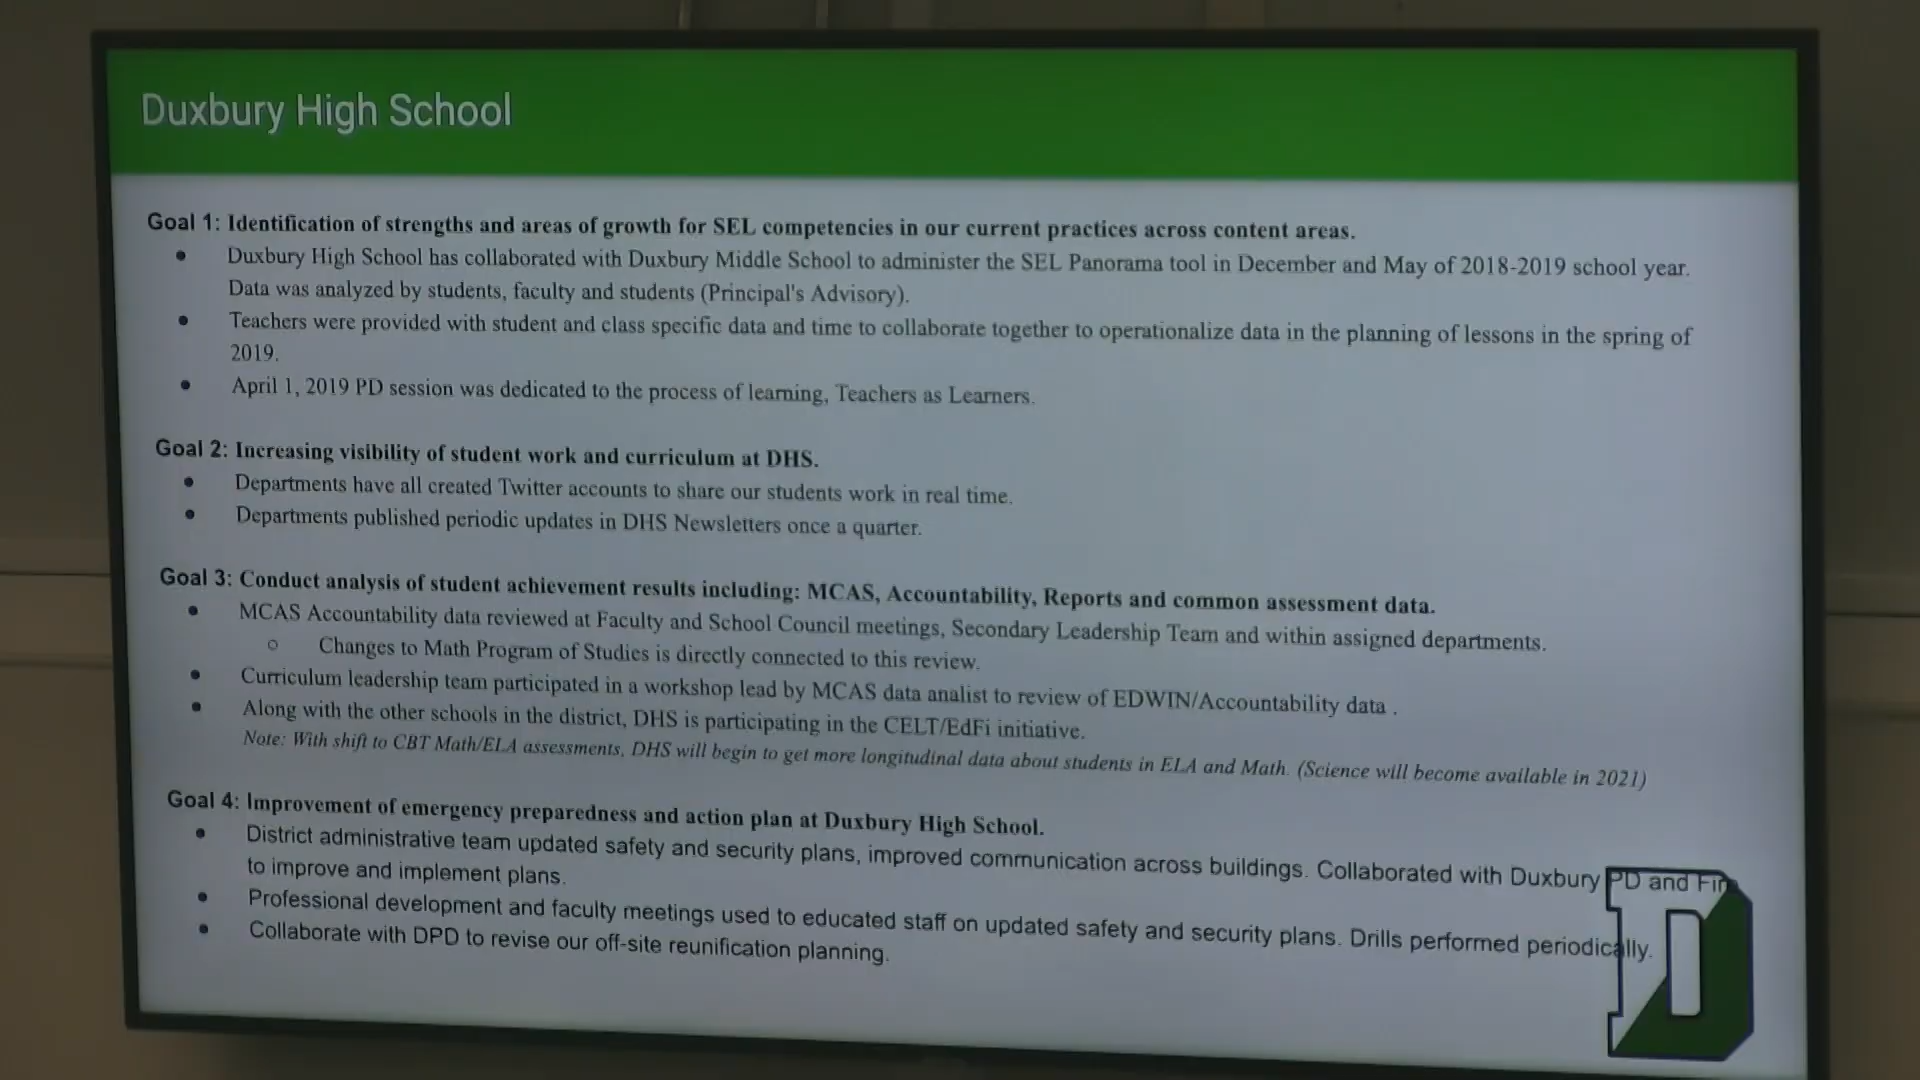 Duxbury High School
Goal 1: Identification of strengths and areas of growth for SEL competencies in our current practices across content areas.
● Duxbury High School has collaborated with Duxbury Middle School to administer the SEL Panorama tool in December and May of 2018-2019 school year.
Data was analyzed by students, faculty and students (Principal's Advisory).
● Teachers were provided with student and class specific data and time to collaborate together to operationalize data in the planning of lessons in the spring of
2019.
● April 1, 2019 PD session was dedicated to the process of learning, Teachers as Learners.
Goal 2: Increasing visibility of student work and curriculum at DHS.
● Departments have all created Twitter accounts to share our students work in real time.
● Departments published periodic updates in DHS Newsletters once a quarter.
Goal 3: Conduct analysis of student achievement results including: MCAS, Accountability, Reports and common assessment data.
● MCAS Accountability data reviewed at Faculty and School Council meetings, Secondary Leadership Team and within assigned departments.
○ Changes to Math Program of Studies is directly connected to this review.
● Curriculum leadership team participated in a workshop lead by MCAS data analist to review of EDWIN/Accountability data .
● Along with the other schools in the district, DHS is participating in the CELT/EdFi initiative.
Note: With shift to CBT Math/ELA assessments, DHS will begin to get more longitudinal data about students in ELA and Math. (Science will become available in 2021)
Goal 4: Improvement of emergency preparedness and action plan at Duxbury High School.
● District administrative team updated safety and security plans, improved communication across buildings. Collaborated with Duxbury PD and Fire
to improve and implement plans.
● Professional development and faculty meetings used to educated staff on updated safety and security plans. Drills performed periodically.
● Collaborate with DPD to revise our off-site reunification planning.
D